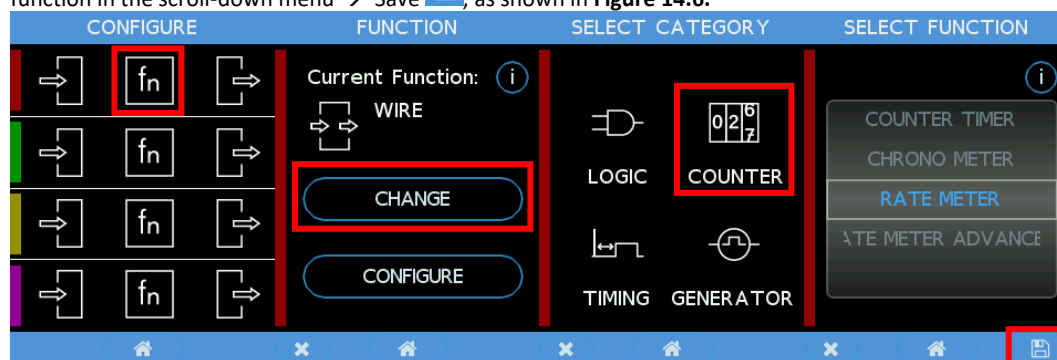 function in the scroll-down menu → Save , as shown in Figure 14.6.
CONFIGURE
fn
fn
fn
fn
FUNCTION
Current Function: i
WIRE
CHANGE
CONFIGURE
SELECT CATEGORY
LOGIC
026
7
COUNTER
TIMING
GENERATOR
SELECT FUNCTION
i
COUNTER TIMER
CHRONO METER
RATE METER
ATE METER ADVANCE